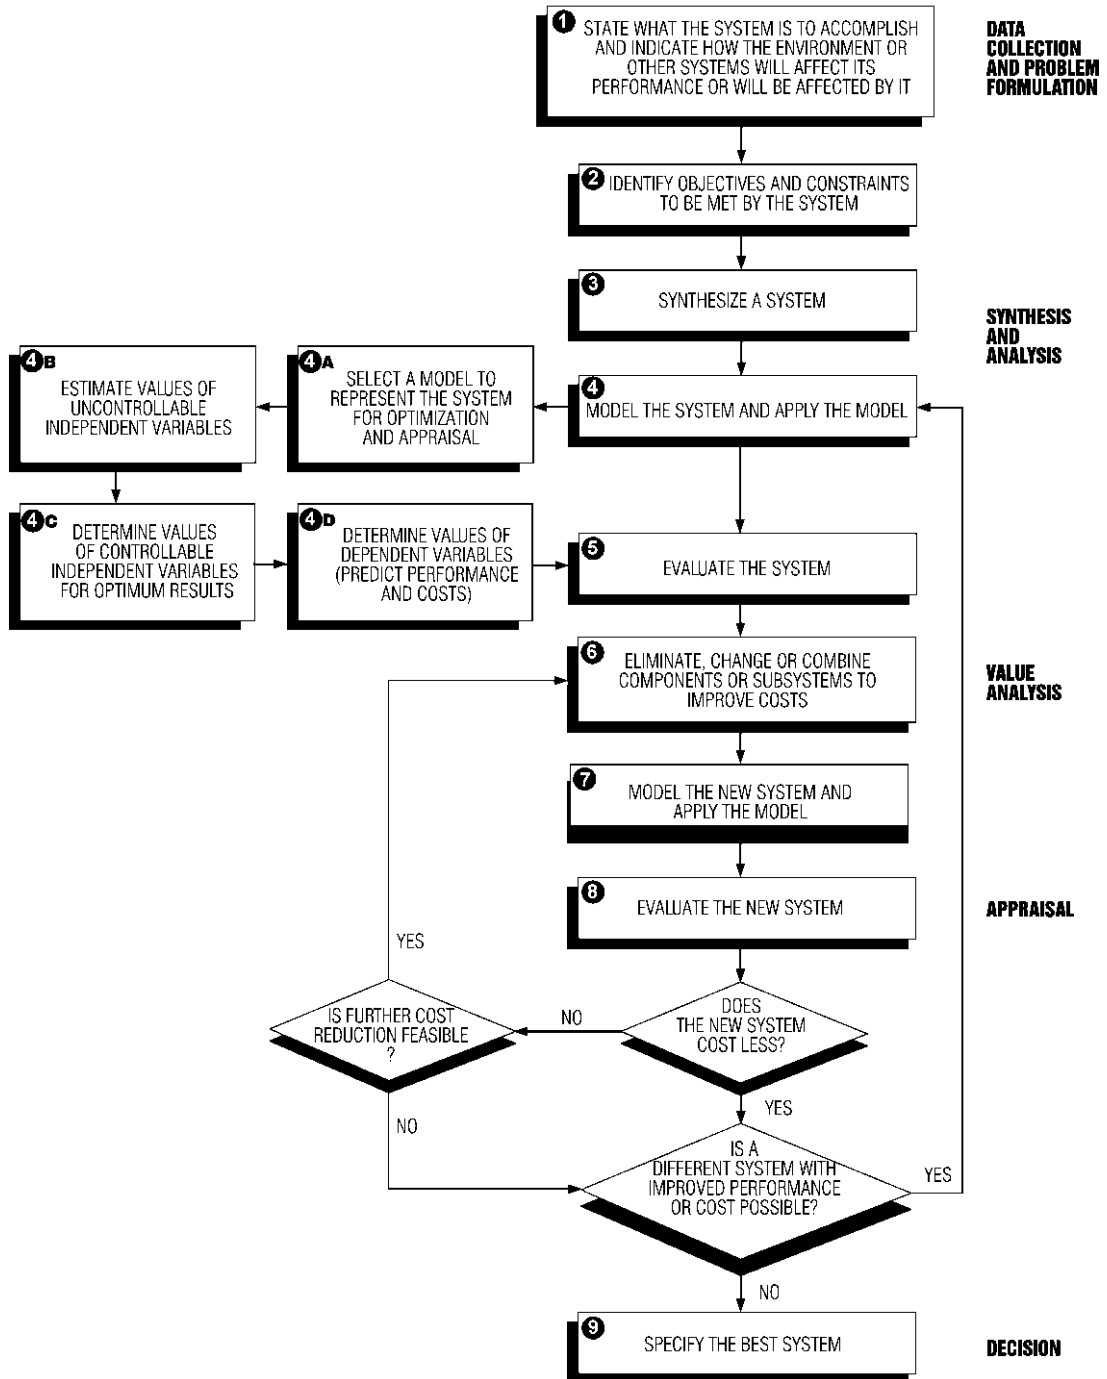 1
STATE WHAT THE SYSTEM IS TO ACCOMPLISH
AND INDICATE HOW THE ENVIRONMENT OR
OTHER SYSTEMS WILL AFFECT ITS
PERFORMANCE OR WILL BE AFFECTED BY IT
DATA
COLLECTION
AND PROBLEM
FORMULATION
2
IDENTIFY OBJECTIVES AND CONSTRAINTS
TO BE MET BY THE SYSTEM
3
SYNTHESIZE A SYSTEM
SYNTHESIS
AND
ANALYSIS
4
MODEL THE SYSTEM AND APPLY THE MODEL
4A
SELECT A MODEL TO
REPRESENT THE SYSTEM
FOR OPTIMIZATION
AND APPRAISAL
4B
ESTIMATE VALUES OF
UNCONTROLLABLE
INDEPENDENT VARIABLES
4C
DETERMINE VALUES
OF CONTROLLABLE
INDEPENDENT VARIABLES
FOR OPTIMUM RESULTS
4D
DETERMINE VALUES OF
DEPENDENT VARIABLES
(PREDICT PERFORMANCE
AND COSTS)
5
EVALUATE THE SYSTEM
6
ELIMINATE, CHANGE OR COMBINE
COMPONENTS OR SUBSYSTEMS TO
IMPROVE COSTS
VALUE
ANALYSIS
7
MODEL THE NEW SYSTEM AND
APPLY THE MODEL
8
EVALUATE THE NEW SYSTEM
APPRAISAL
DOES
THE NEW SYSTEM
COST LESS?
NO
IS FURTHER COST
REDUCTION FEASIBLE
?
YES
NO
YES
IS A
DIFFERENT SYSTEM WITH
IMPROVED PERFORMANCE
OR COST POSSIBLE?
YES
NO
9
SPECIFY THE BEST SYSTEM
DECISION